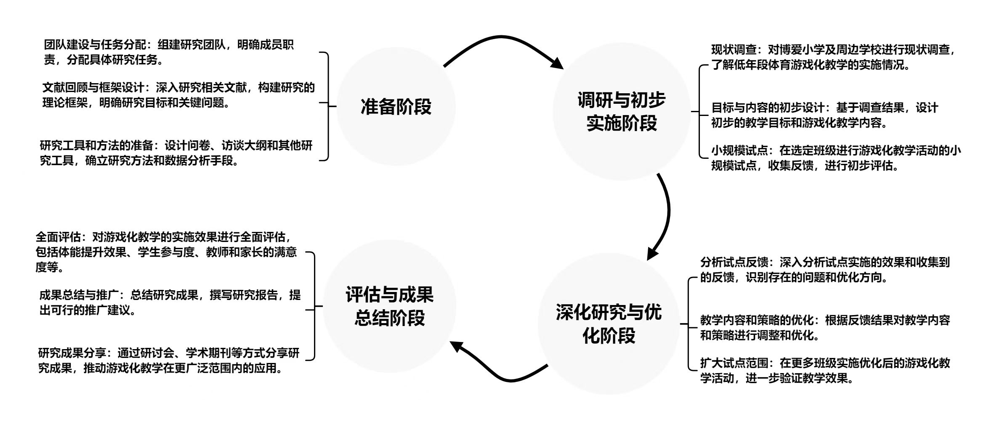 团队建设与任务分配：组建研究团队，明确成员职
责，分配具体研究任务。
文献回顾与框架设计：深入研究相关文献，构建研究的
理论框架，明确研究目标和关键问题。
研究工具和方法的准备：设计问卷、访谈大纲和其他研
究工具，确立研究方法和数据分析手段。
准备阶段
调研与初步
实施阶段
现状调查：对博爱小学及周边学校进行现状调查，
了解低年段体育游戏化教学的实施情况。
目标与内容的初步设计：基于调查结果，设计
初步的教学目标和游戏化教学内容。
小规模试点：在选定班级进行游戏化教学活动的小
规模试点，收集反馈，进行初步评估。
全面评估：对游戏化教学的实施效果进行全面评估，
包括体能提升效果、学生参与度、教师和家长的满意
度等。
成果总结与推广：总结研究成果，撰写研究报告，提
出可行的推广建议。
研究成果分享：通过研讨会、学术期刊等方式分享研
究成果，推动游戏化教学在更广泛范围内的应用。
评估与成果
总结阶段
深化研究与优
化阶段
分析试点反馈：深入分析试点实施的效果和收集到
的反馈，识别存在的问题和优化方向。
教学内容和策略的优化：根据反馈结果对教学内容
和策略进行调整和优化。
扩大试点范围：在更多班级实施优化后的游戏化教
学活动，进一步验证教学效果。